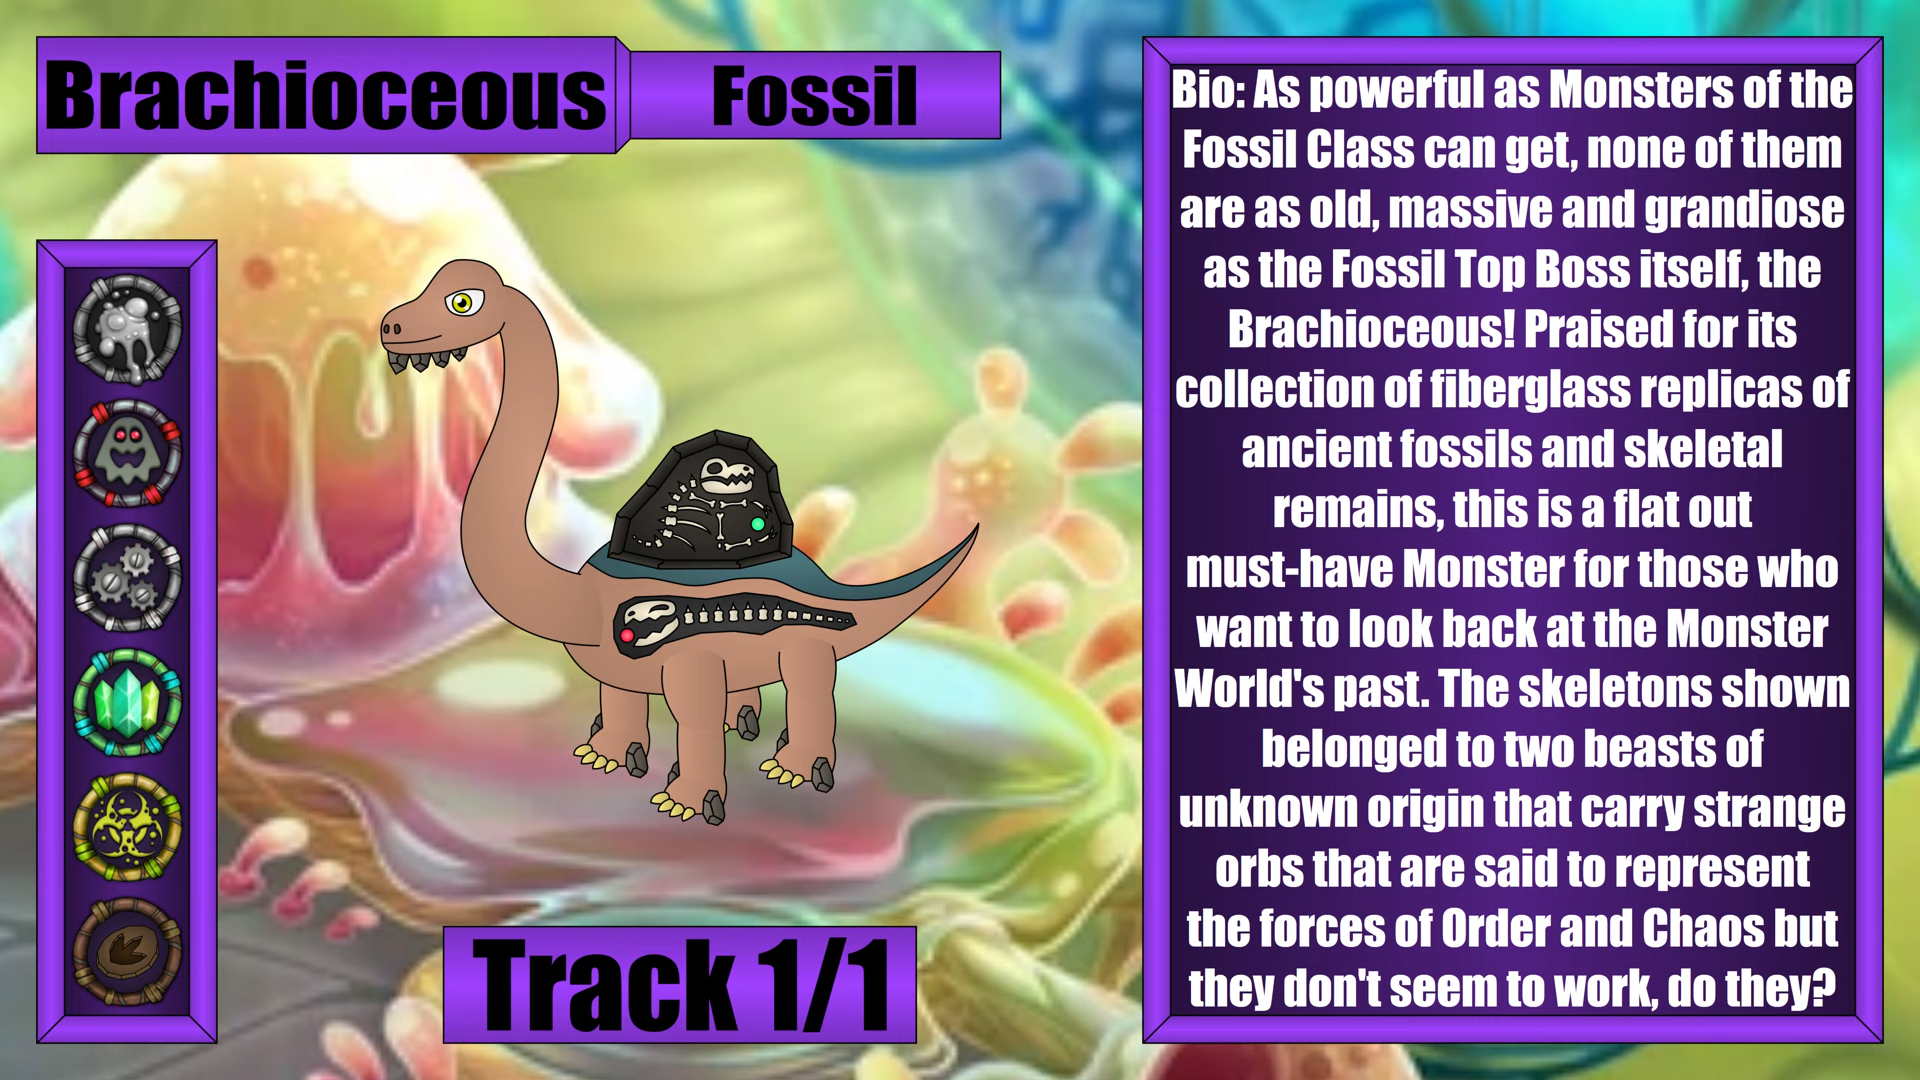 Brachioceous
Fossil
Bio: As powerful as Monsters of the
Fossil Class can get, none of them
are as old, massive and grandiose
as the Fossil Top Boss itself, the
Brachioceous! Praised for its
collection of fiberglass replicas of
ancient fossils and skeletal
remains, this is a flat out
must-have Monster for those who
want to look back at the Monster
World's past. The skeletons shown
belonged to two beasts of
unknown origin that carry strange
orbs that are said to represent
the forces of Order and Chaos but
they don't seem to work, do they?
Track 1/1